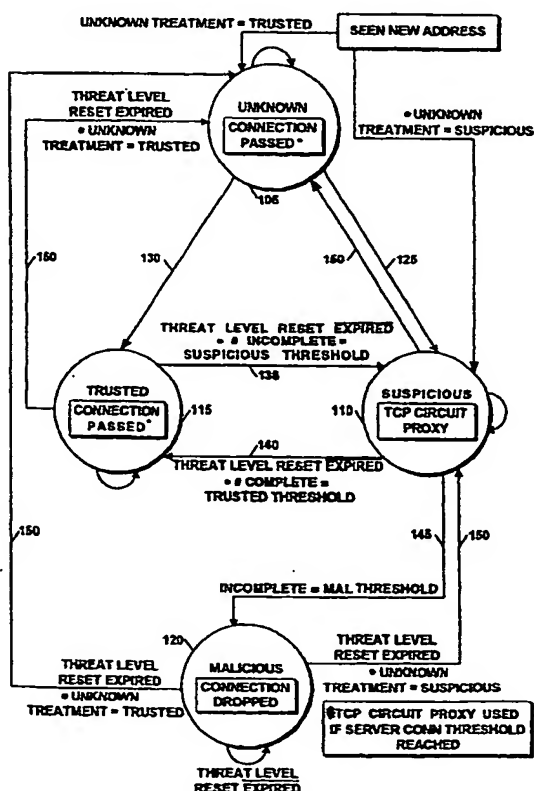 UNKNOWN TREATMENT = TRUSTED
SEEN NEW ADDRESS
THREAT LEVEL
RESET EXPIRED
• UNKNOWN
TREATMENT = TRUSTED
UNKNOWN
CONNECTION
PASSED*
• UNKNOWN
TREATMENT = SUSPICIOUS
105
150
130
150
125
THREAT LEVEL RESET EXPIRED
• # INCOMPLETE =
SUSPICIOUS THRESHOLD
135
TRUSTED
CONNECTION
PASSED*
115
SUSPICIOUS
TCP CIRCUIT
PROXY
110
140
THREAT LEVEL RESET EXPIRED
• # COMPLETE =
TRUSTED THRESHOLD
150
145
150
INCOMPLETE = MAL THRESHOLD
120
MALICIOUS
CONNECTION
DROPPED
THREAT LEVEL
RESET EXPIRED
• UNKNOWN
TREATMENT = TRUSTED
THREAT LEVEL
RESET EXPIRED
• UNKNOWN
TREATMENT = SUSPICIOUS
*TCP CIRCUIT PROXY USED
IF SERVER CONN THRESHOLD
REACHED
THREAT LEVEL
RESET EXPIRED